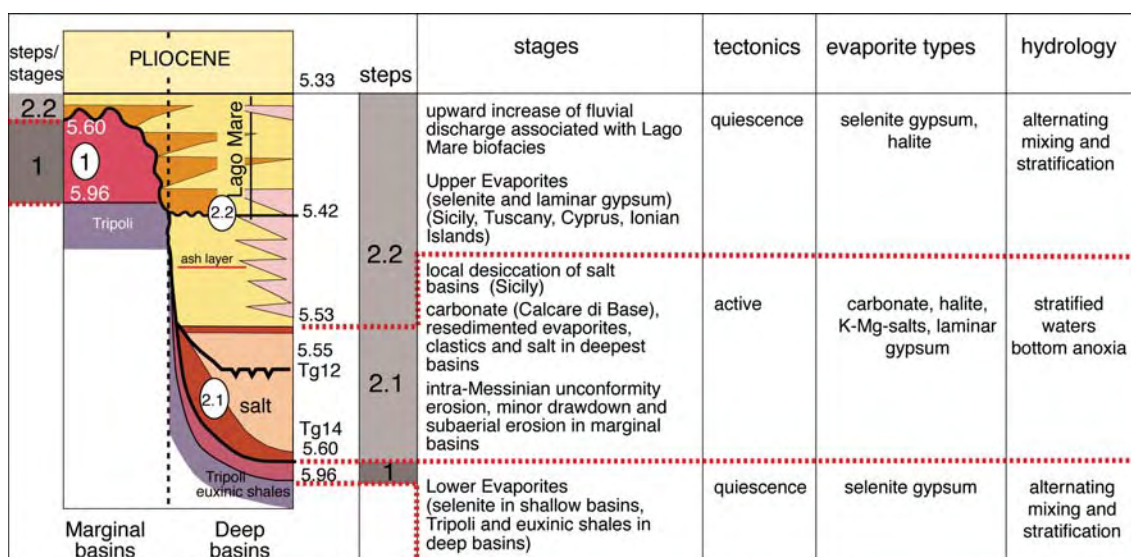 steps/
stages
PLIOCENE
5.33
steps
stages
tectonics
evaporite types
hydrology
2.2
5.60
1
1
5.96
Tripoli
Lago Mare
2.2
5.42
ash layer
5.53
5.55
Tg12
2.1
salt
Tg14
5.60
5.96
Tripoli
euxinic shales
Marginal
basins
Deep
basins
2.2
2.1
1
upward increase of fluvial
discharge associated with Lago
Mare biofacies
Upper Evaporites
(selenite and laminar gypsum)
(Sicily, Tuscany, Cyprus, Ionian
Islands)
quiescence
selenite gypsum,
halite
alternating
mixing and
stratification
local desiccation of salt
basins (Sicily)
carbonate (Calcare di Base),
resedimented evaporites,
clastics and salt in deepest
basins
intra-Messinian unconformity
erosion, minor drawdown and
subaerial erosion in marginal
basins
active
carbonate, halite,
K-Mg-salts, laminar
gypsum
stratified
waters
bottom anoxia
Lower Evaporites
(selenite in shallow basins,
Tripoli and euxinic shales in
deep basins)
quiescence
selenite gypsum
alternating
mixing and
stratification